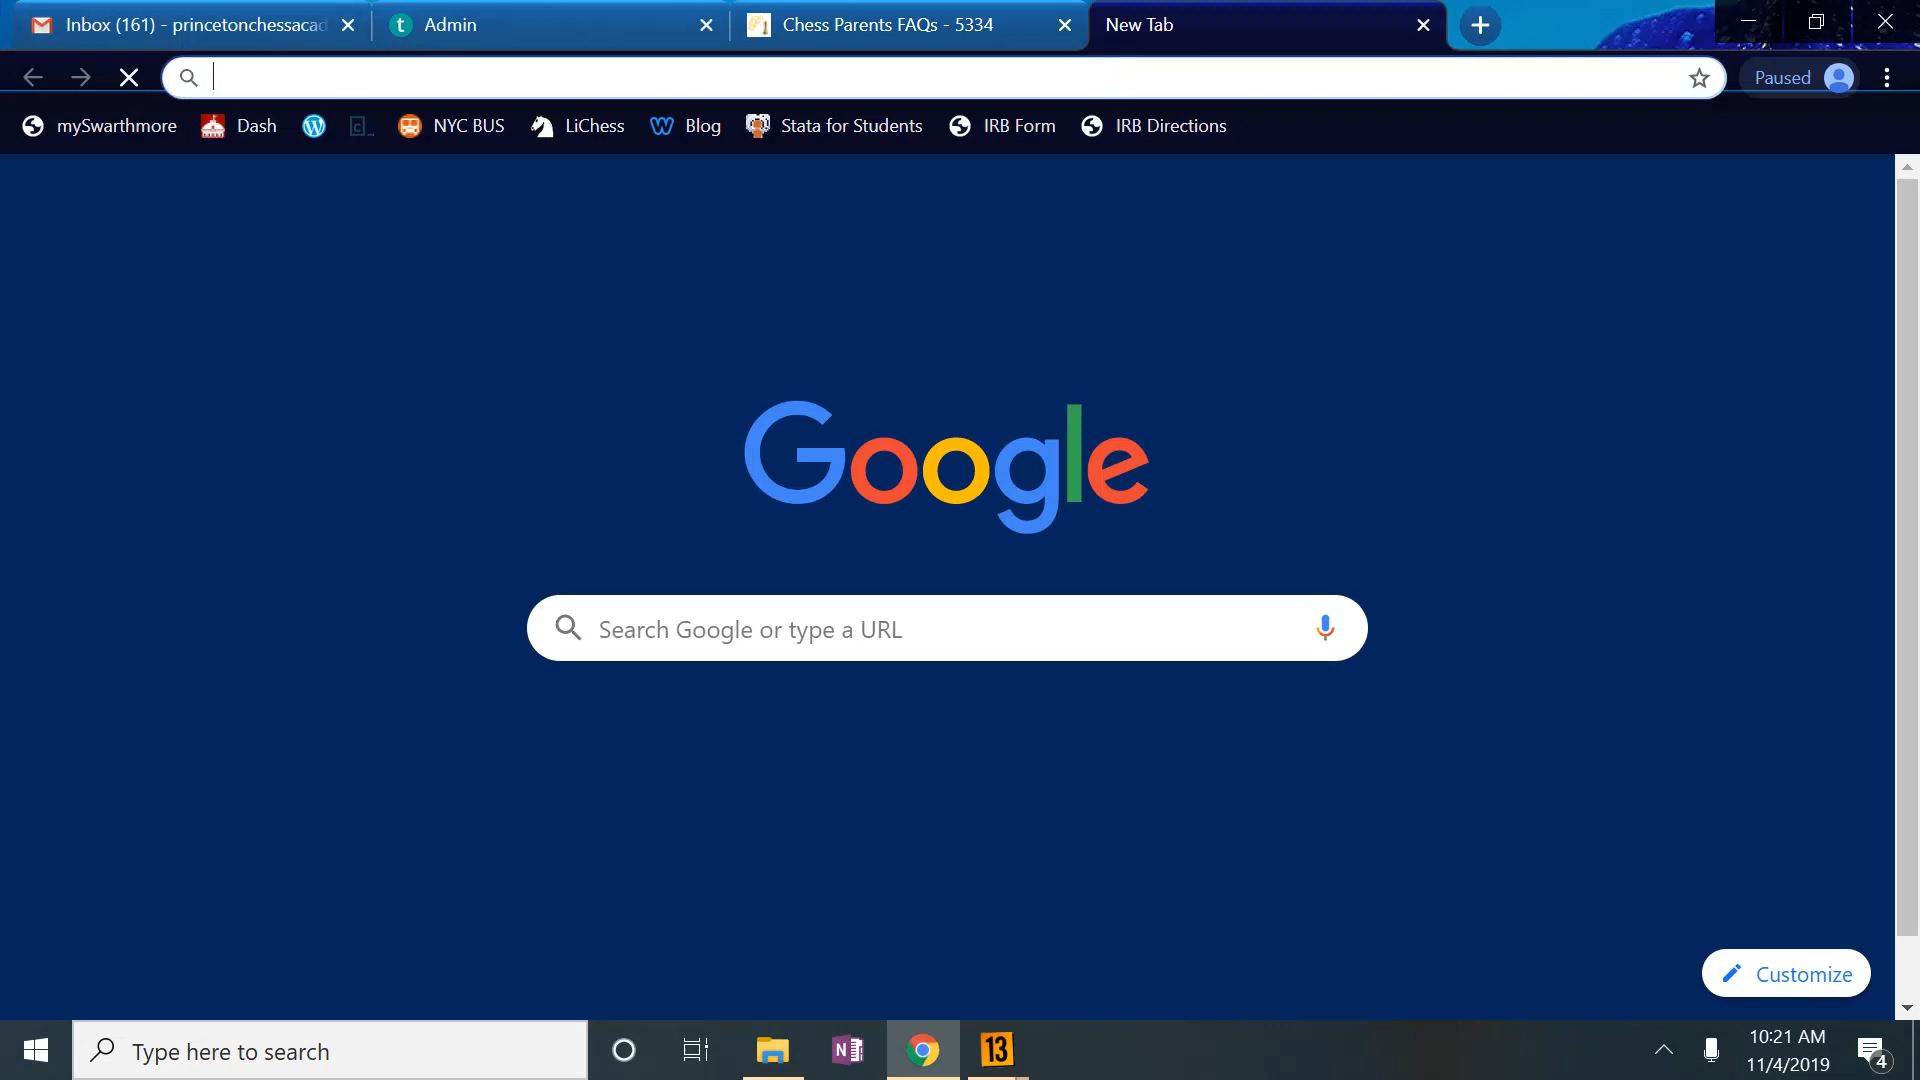 Inbox (161) - princetonchessacad
Admin
Chess Parents FAQs - 5334
New Tab
Paused
mySwarthmore
Dash
NYC BUS
LiChess
Blog
Stata for Students
IRB Form
IRB Directions
Google
Search Google or type a URL
Customize
Type here to search
N
13
10:21 AM
11/4/2019
4